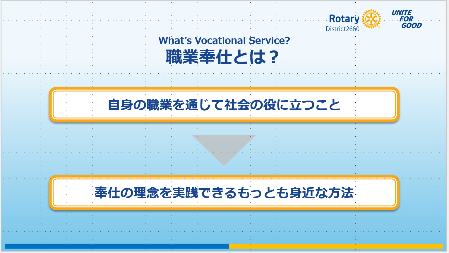 Rotary
District2660
UNITE
FOR
GOOD
What's Vocational Service?
職業奉仕とは？
自身の職業を通じて社会の役に立つこと
奉仕の理念を実践できるもっとも身近な方法